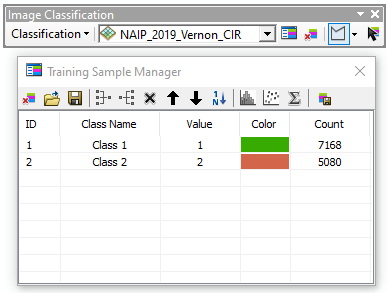 Image Classification
Classification NAIP_2019_Vernon_CIR
Training Sample Manager
ID Class Name Value Color Count
1 Class 1 1 7168
2 Class 2 2 5080